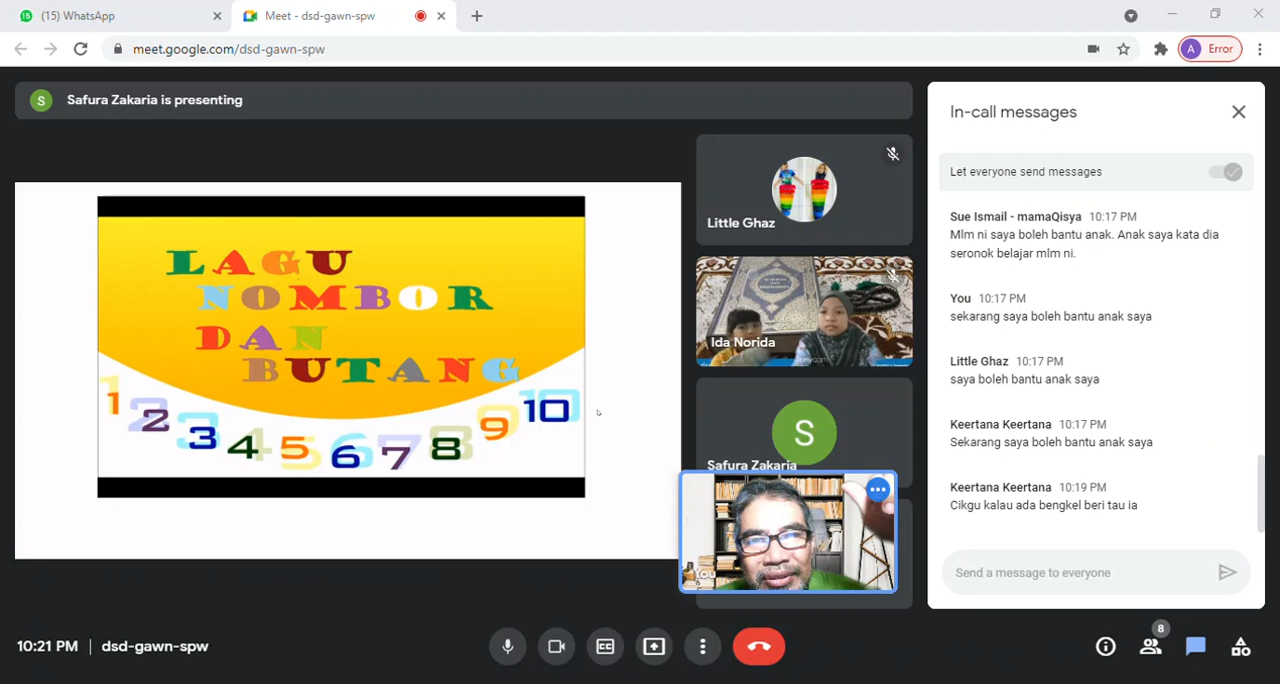 (15) WhatsApp
Meet - dsd-gawn-spw
meet.google.com/dsd-gawn-spw
A Error
S Safura Zakaria is presenting
LAGU
NOMBOR
DAN
BUTANG
1 2 3 4 5 6 7 8 9 10
Little Ghaz
Ida Norida
S
Safura Zakaria
You
In-call messages
Let everyone send messages
Sue Ismail - mamaQisya 10:17 PM
Mlm ni saya boleh bantu anak. Anak saya kata dia
seronok belajar mlm ni.
You 10:17 PM
sekarang saya boleh bantu anak saya
Little Ghaz 10:17 PM
saya boleh bantu anak saya
Keertana Keertana 10:17 PM
Sekarang saya boleh bantu anak saya
Keertana Keertana 10:19 PM
Cikgu kalau ada bengkel beri tau ia
Send a message to everyone
10:21 PM | dsd-gawn-spw
CC
8